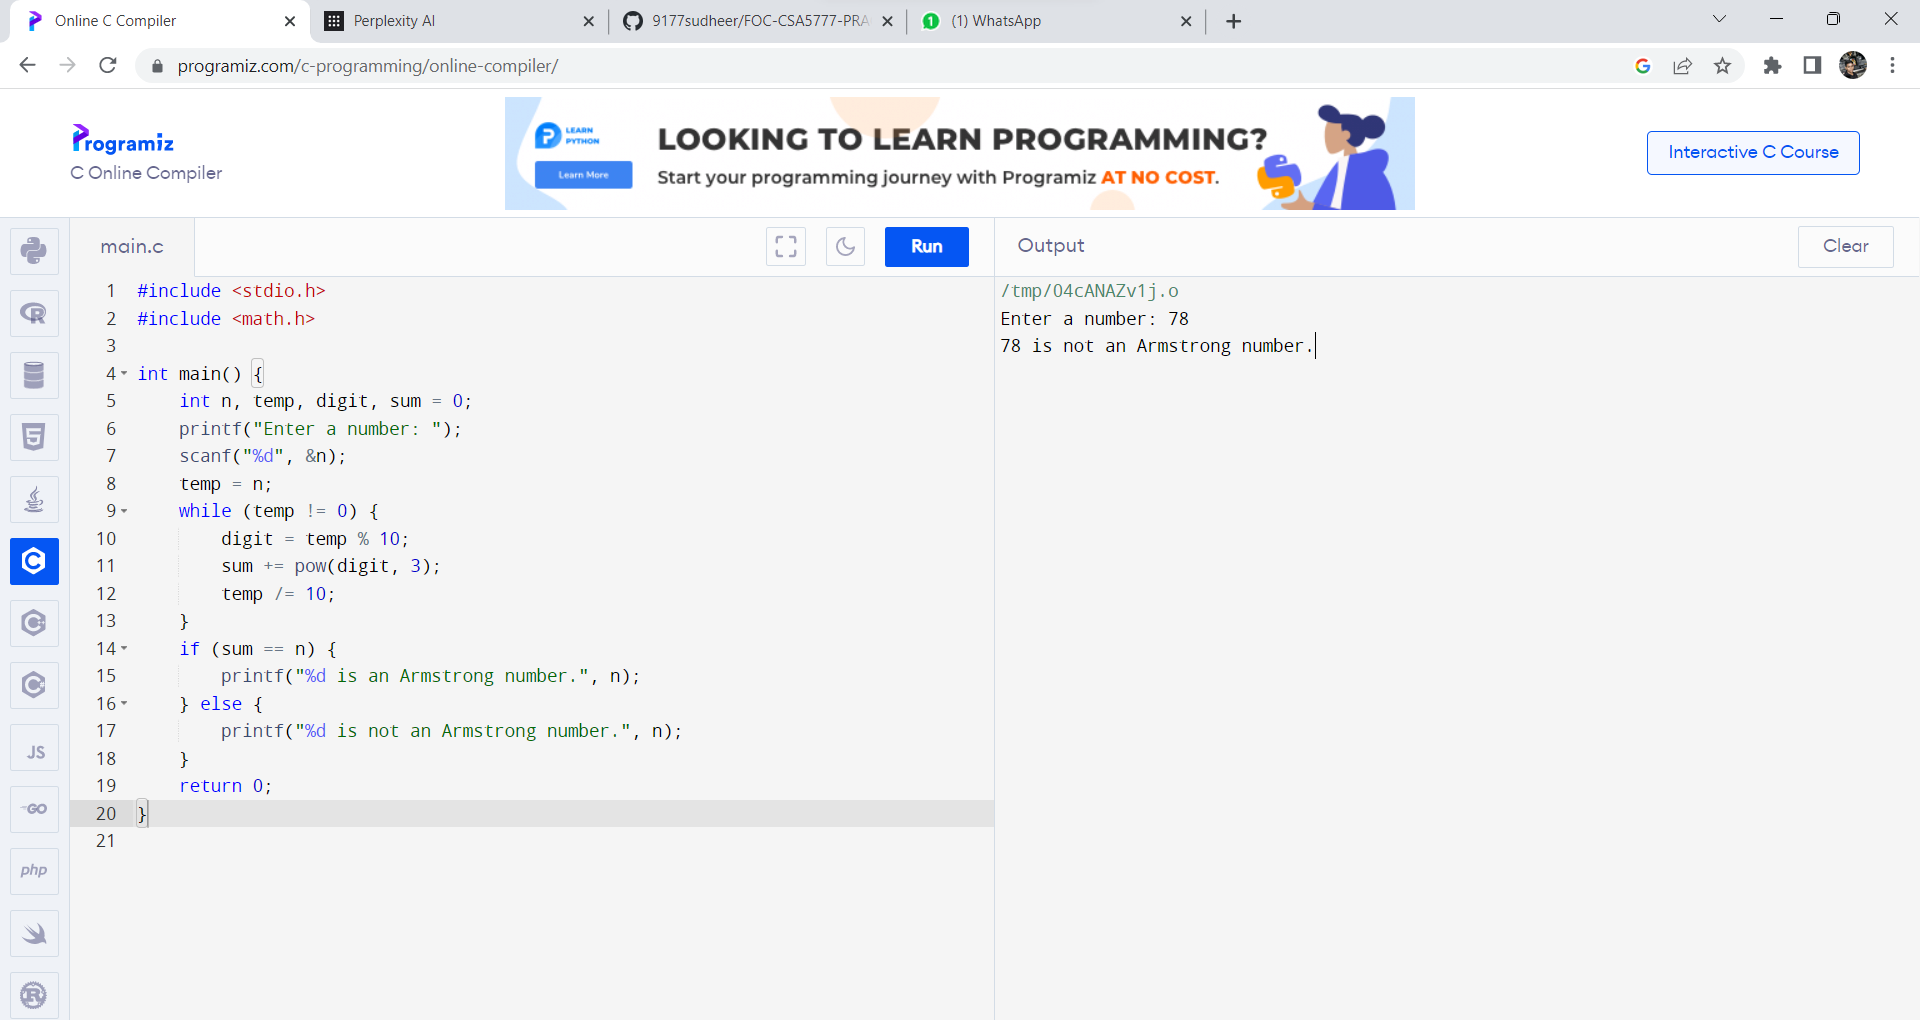 Online C Compiler
Perplexity AI
9177sudheer/FOC-CSA5777-PRA
1 (1) WhatsApp
programiz.com/c-programming/online-compiler/
Programiz
C Online Compiler
LEARN
PYTHON
Learn More
LOOKING TO LEARN PROGRAMMING?
Start your programming journey with Programiz AT NO COST.
Interactive C Course
main.c
Run
Output
Clear
1 #include <stdio.h>
2 #include <math.h>
3
4 int main() {
5     int n, temp, digit, sum = 0;
6     printf("Enter a number: ");
7     scanf("%d", &n);
8     temp = n;
9     while (temp != 0) {
10         digit = temp % 10;
11         sum += pow(digit, 3);
12         temp /= 10;
13     }
14     if (sum == n) {
15         printf("%d is an Armstrong number.", n);
16     } else {
17         printf("%d is not an Armstrong number.", n);
18     }
19     return 0;
20 }
21
/tmp/O4cANAZv1j.o
Enter a number: 78
78 is not an Armstrong number.
JS
GO
php